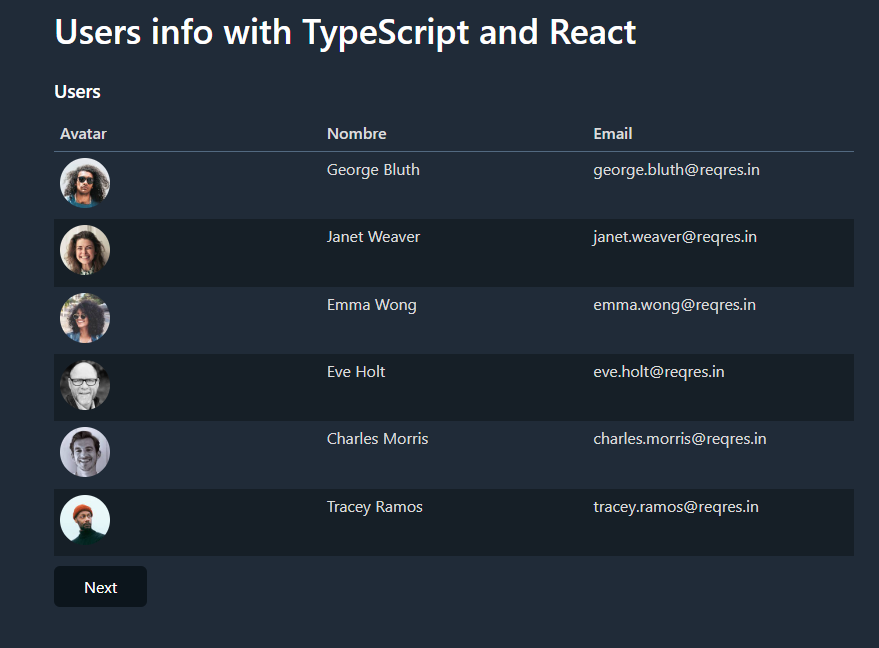 Users info with TypeScript and React
Users
Avatar Nombre Email
George Bluth george.bluth@reqres.in
Janet Weaver janet.weaver@reqres.in
Emma Wong emma.wong@reqres.in
Eve Holt eve.holt@reqres.in
Charles Morris charles.morris@reqres.in
Tracey Ramos tracey.ramos@reqres.in
Next